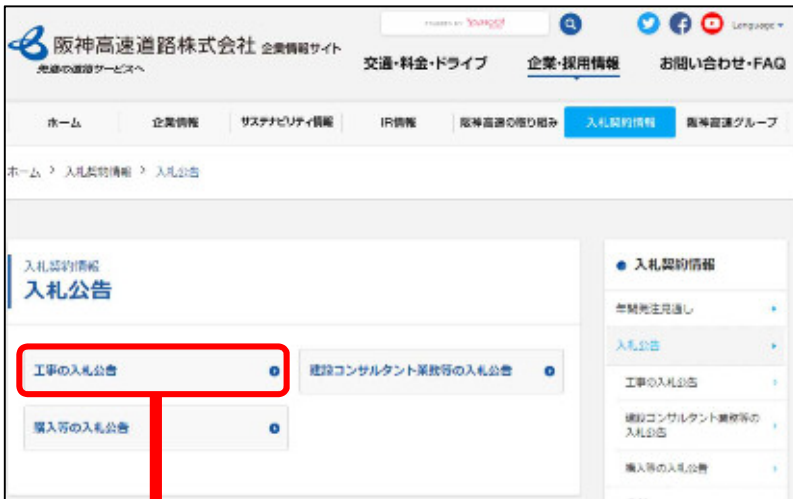 YAHOO!
Language
阪神高速道路株式会社 企業情報サイト
先進の道路サービスへ
交通・料金・ドライブ
企業・採用情報
お問い合わせ・FAQ
ホーム
企業情報
サステナビリティ情報
IR情報
阪神高速の取り組み
入札契約情報
阪神高速グループ
ホーム > 入札契約情報 > 入札公告
入札契約情報
入札公告
工事の入札公告
建設コンサルタント業務等の入札公告
購入等の入札公告
入札契約情報
年間発注見通し
入札公告
工事の入札公告
建設コンサルタント業務等の
入札公告
購入等の入札公告